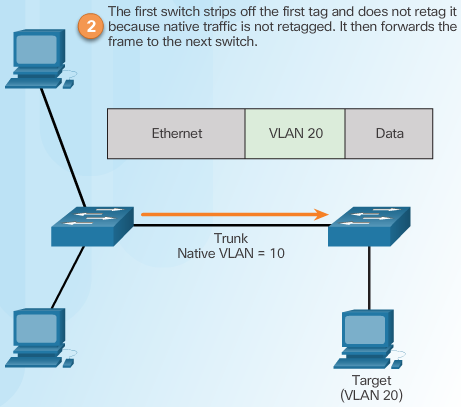 The first switch strips off the first tag and does not retag it
2 because native traffic is not retagged. It then forwards the
frame to the next switch.
Ethernet VLAN 20 Data
Trunk
Native VLAN = 10
Target
(VLAN 20)